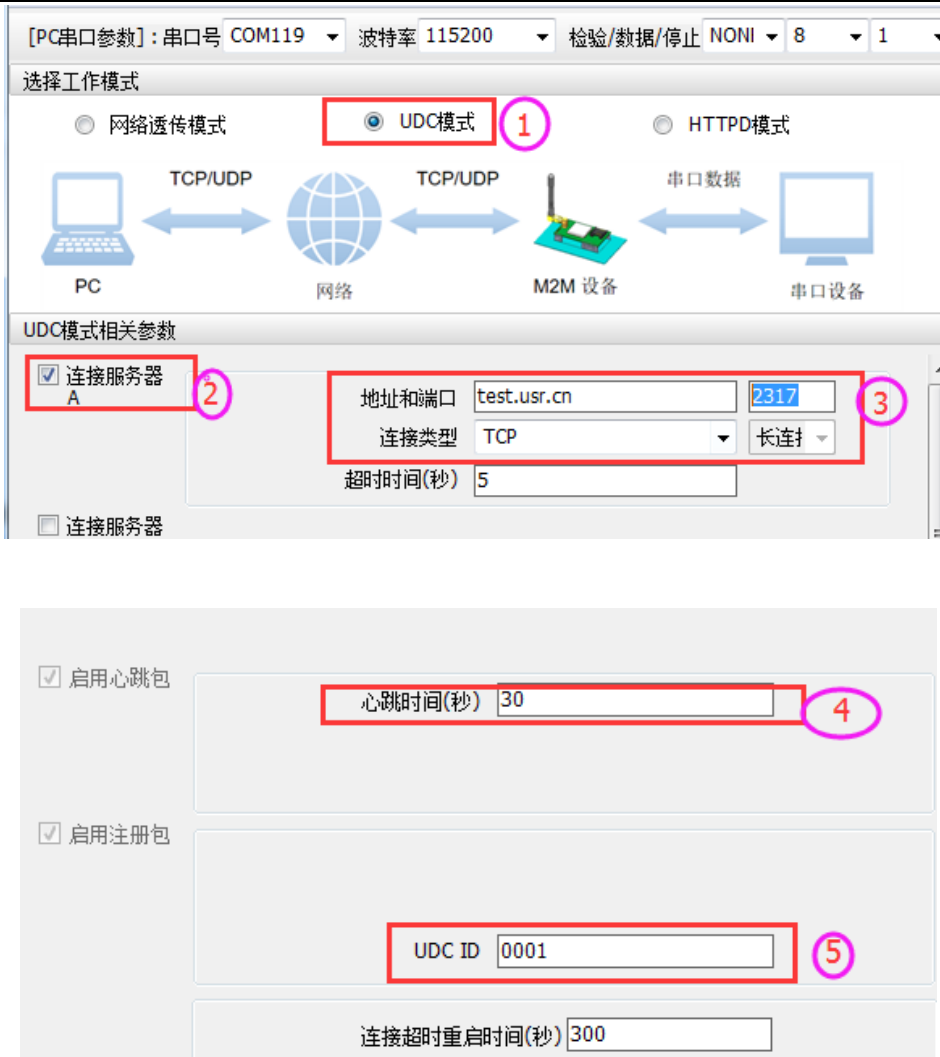 [PC串口参数]：串口号 COM119 波特率 115200 检验/数据/停止 NONI 8 1
选择工作模式
网络透传模式 UDC模式 1 HTTPD模式
TCP/UDP TCP/UDP 串口数据
PC 网络 M2M 设备 串口设备
UDC模式相关参数
连接服务器
A
2
地址和端口 test.usr.cn 2317
连接类型 TCP 长连接
3
超时时间(秒) 5
连接服务器
启用心跳包
心跳时间(秒) 30 4
启用注册包
UDC ID 0001 5
连接超时重启时间(秒) 300